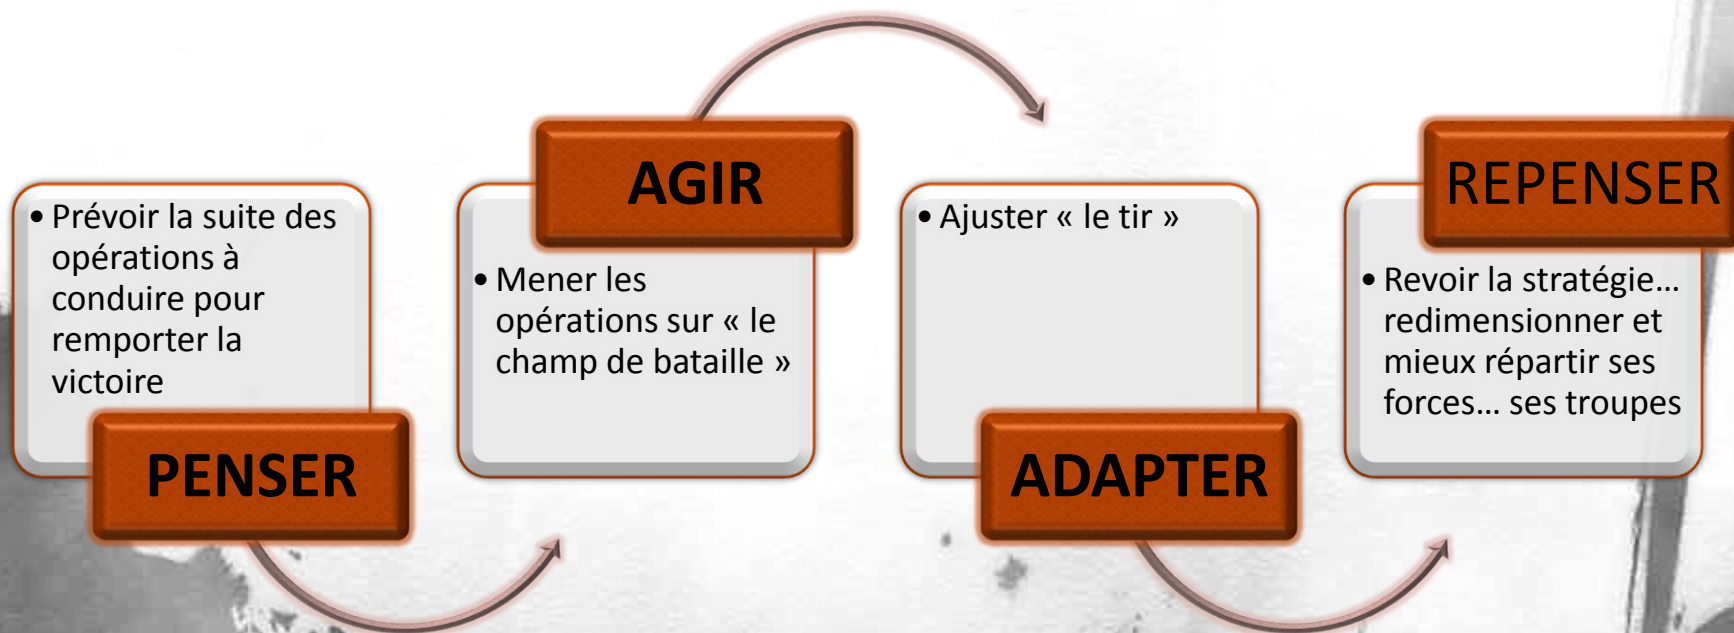 • Prévoir la suite des
opérations à
conduire pour
remporter la
victoire
PENSER
AGIR
• Mener les
opérations sur « le
champ de bataille »
• Ajuster « le tir »
ADAPTER
REPENSER
• Revoir la stratégie…
redimensionner et
mieux répartir ses
forces… ses troupes